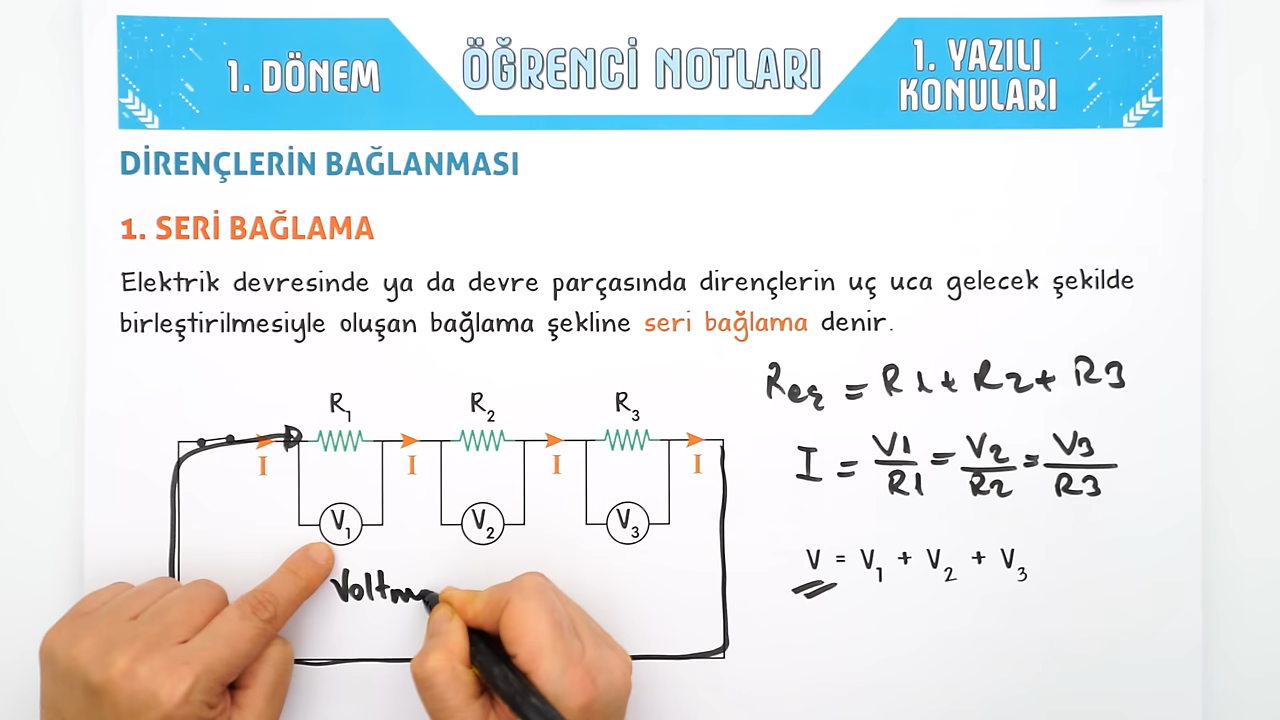 1. DÖNEM
ÖĞRENCİ NOTLARI
1. YAZILI
KONULARI
DİRENÇLERİN BAĞLANMASI
1. SERİ BAĞLAMA
Elektrik devresinde ya da devre parçasında dirençlerin uç uca gelecek şekilde
birleştirilmesiyle oluşan bağlama şekline seri bağlama denir.
R₁ R₂ R₃
I I I I
V₁ V₂ V₃
Voltm
Req = R1 + R2 + R3
I = V1/R1 = V2/R2 = V3/R3
V = V₁ + V₂ + V₃